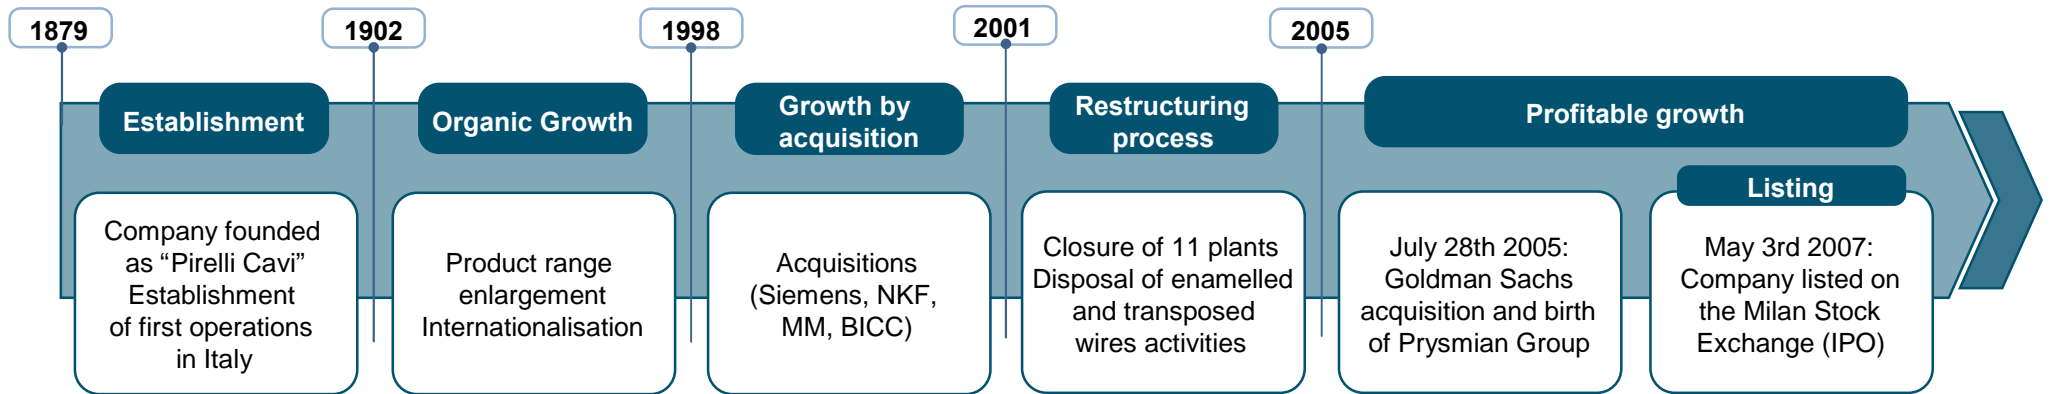 1879
1902
1998
2001
2005
Establishment
Organic Growth
Growth by
acquisition
Restructuring
process
Profitable growth
Listing
Company founded
as “Pirelli Cavi”
Establishment
of first operations
in Italy
Product range
enlargement
Internationalisation
Acquisitions
(Siemens, NKF,
MM, BICC)
Closure of 11 plants
Disposal of enamelled
and transposed
wires activities
July 28th 2005:
Goldman Sachs
acquisition and birth
of Prysmian Group
May 3rd 2007:
Company listed on
the Milan Stock
Exchange (IPO)